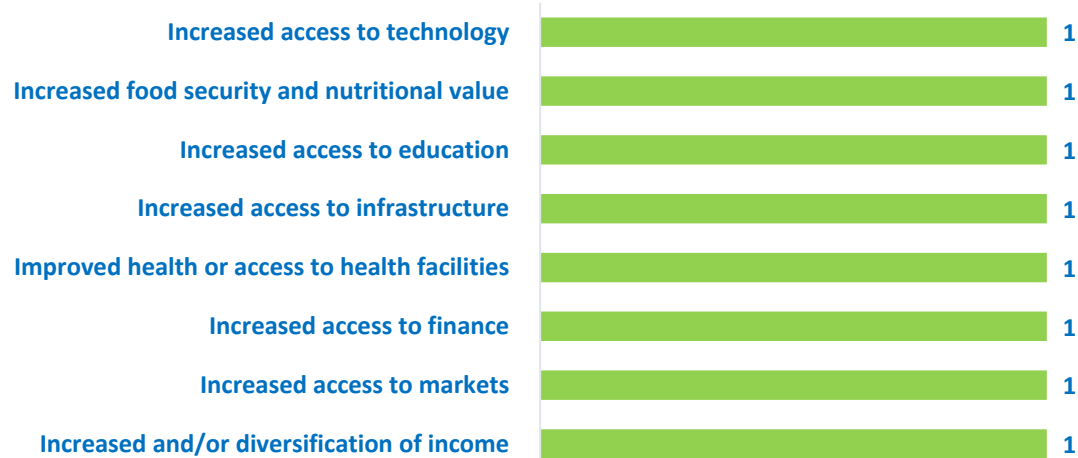 Increased access to technology 1
Increased food security and nutritional value 1
Increased access to education 1
Increased access to infrastructure 1
Improved health or access to health facilities 1
Increased access to finance 1
Increased access to markets 1
Increased and/or diversification of income 1